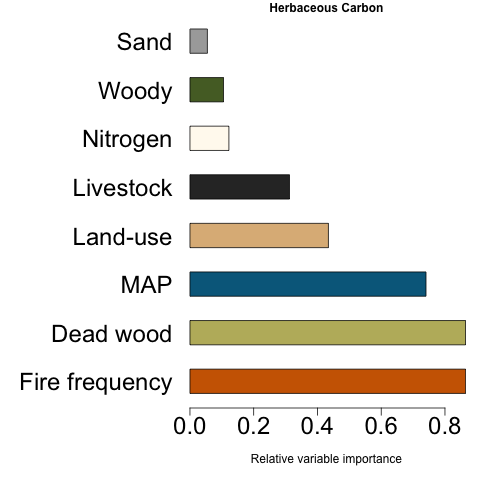 Herbaceous Carbon
Sand
Woody
Nitrogen
Livestock
Land-use
MAP
Dead wood
Fire frequency
0.0 0.2 0.4 0.6 0.8
Relative variable importance